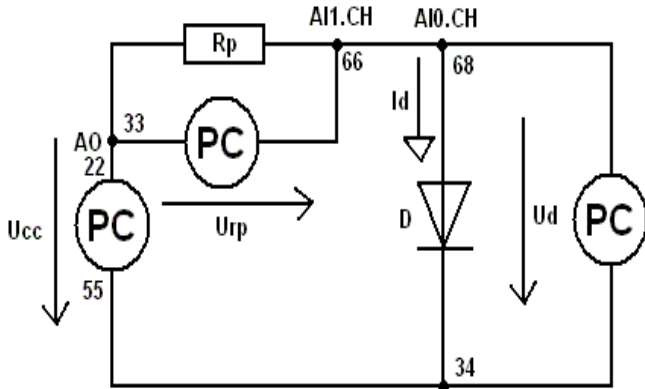 AI1.CH AI0.CH
Rp
66 68
Id
33
AO
PC
22
PC
Urp
Ucc
D
Ud
PC
55
34